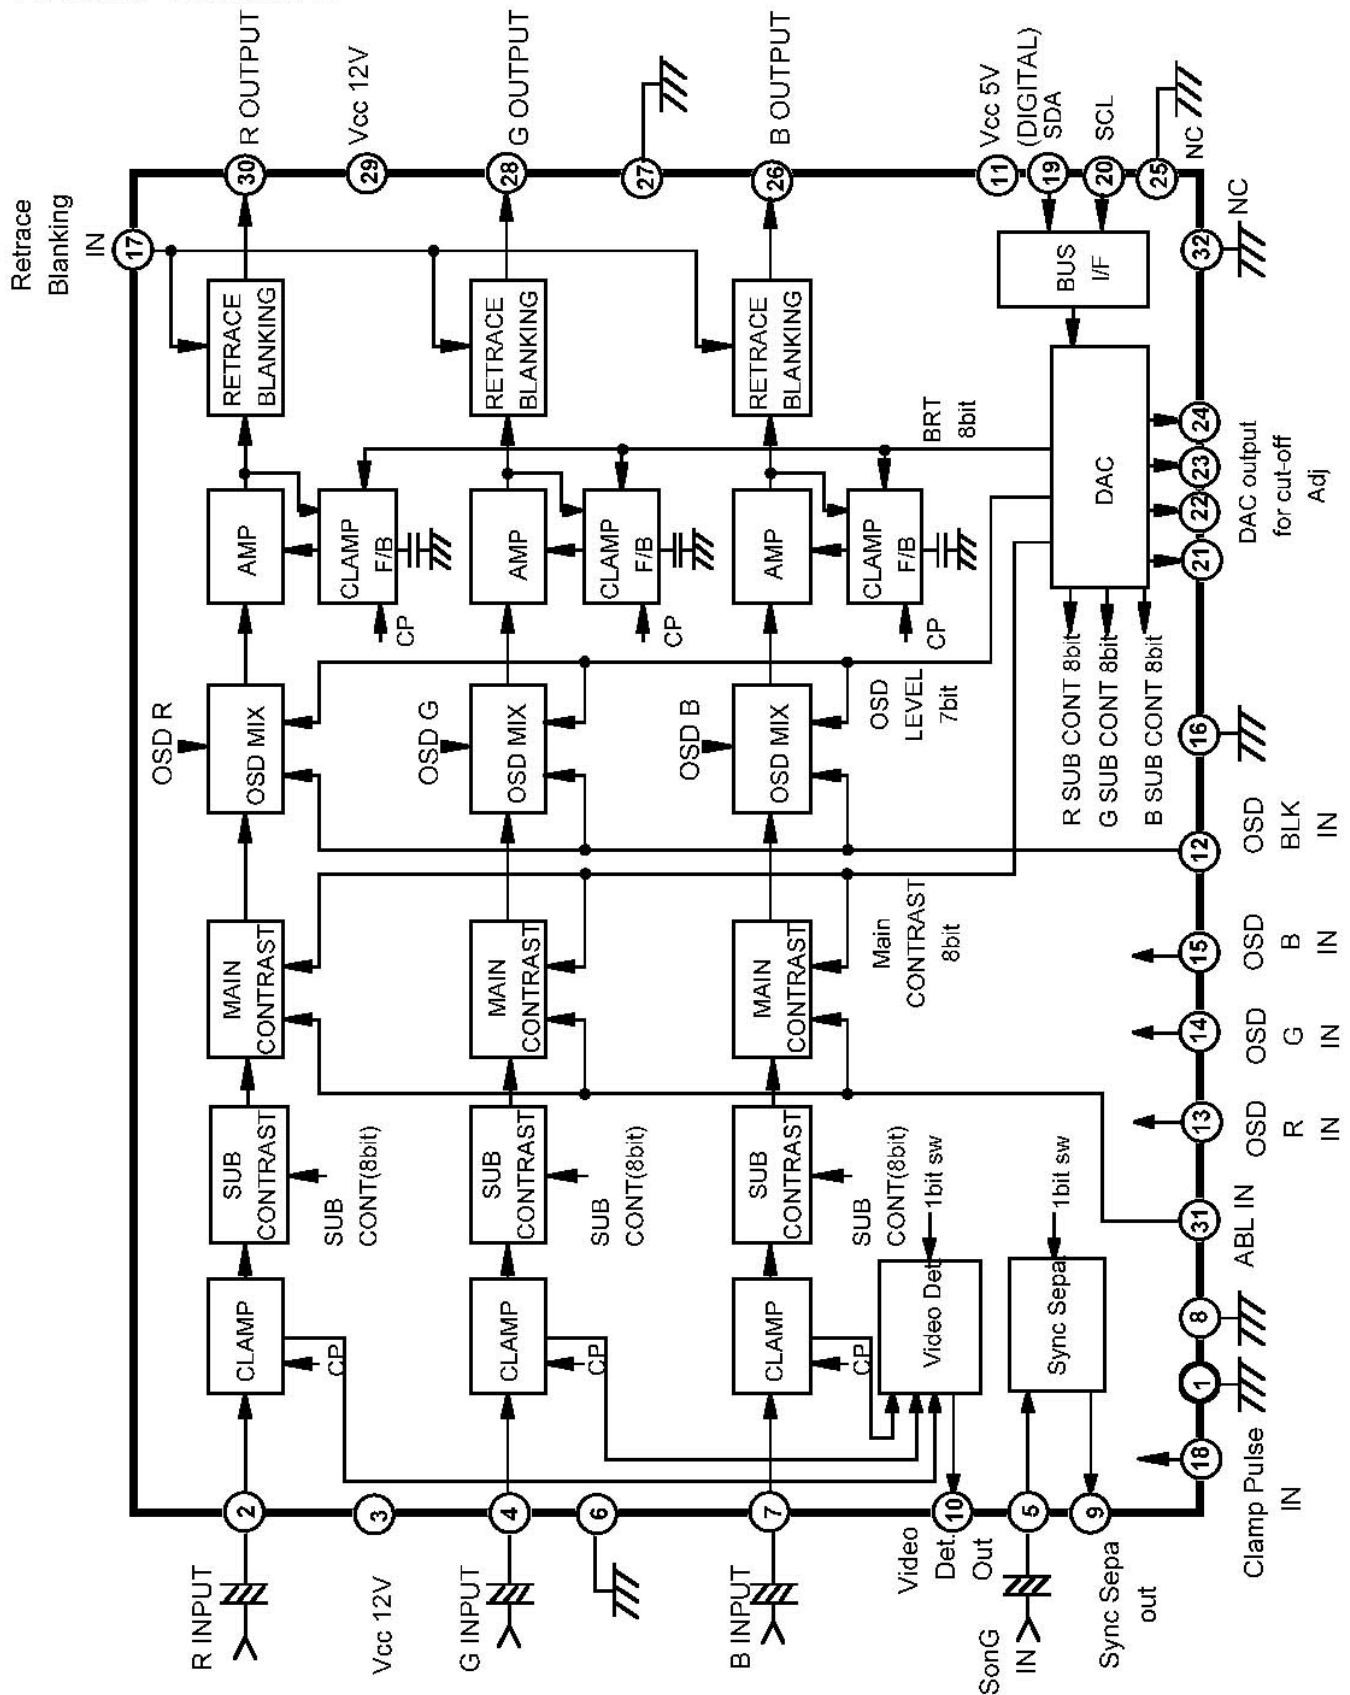 Retrace
Blanking
IN
17
R OUTPUT
30
Vcc 12V
29
G OUTPUT
28
27
B OUTPUT
26
Vcc 5V
(DIGITAL)
11
SDA
19
SCL
20
NC
25
NC
32
R INPUT
2
CLAMP
CP
SUB
CONTRAST
SUB
CONT(8bit)
MAIN
CONTRAST
OSD R
OSD MIX
AMP
CLAMP
F/B
CP
RETRACE
BLANKING
Vcc 12V
3
G INPUT
4
CLAMP
CP
SUB
CONTRAST
SUB
CONT(8bit)
MAIN
CONTRAST
OSD G
OSD MIX
AMP
CLAMP
F/B
CP
RETRACE
BLANKING
6
B INPUT
7
CLAMP
CP
SUB
CONTRAST
SUB
CONT(8bit)
MAIN
CONTRAST
OSD B
OSD MIX
AMP
CLAMP
F/B
CP
RETRACE
BLANKING
Main
CONTRAST
8bit
OSD
LEVEL
7bit
BRT
8bit
BUS
I/F
DAC
R SUB CONT 8bit
G SUB CONT 8bit
B SUB CONT 8bit
Video
Det.
Out
10
Video Det.
1bit sw
SonG
IN
5
Sync Sepa.
1bit sw
Sync Sepa
out
9
18
Clamp Pulse
IN
1
8
31
ABL IN
13
OSD
R
IN
14
OSD
G
IN
15
OSD
B
IN
12
OSD
BLK
IN
16
21
22
23
24
DAC output
for cut-off
Adj